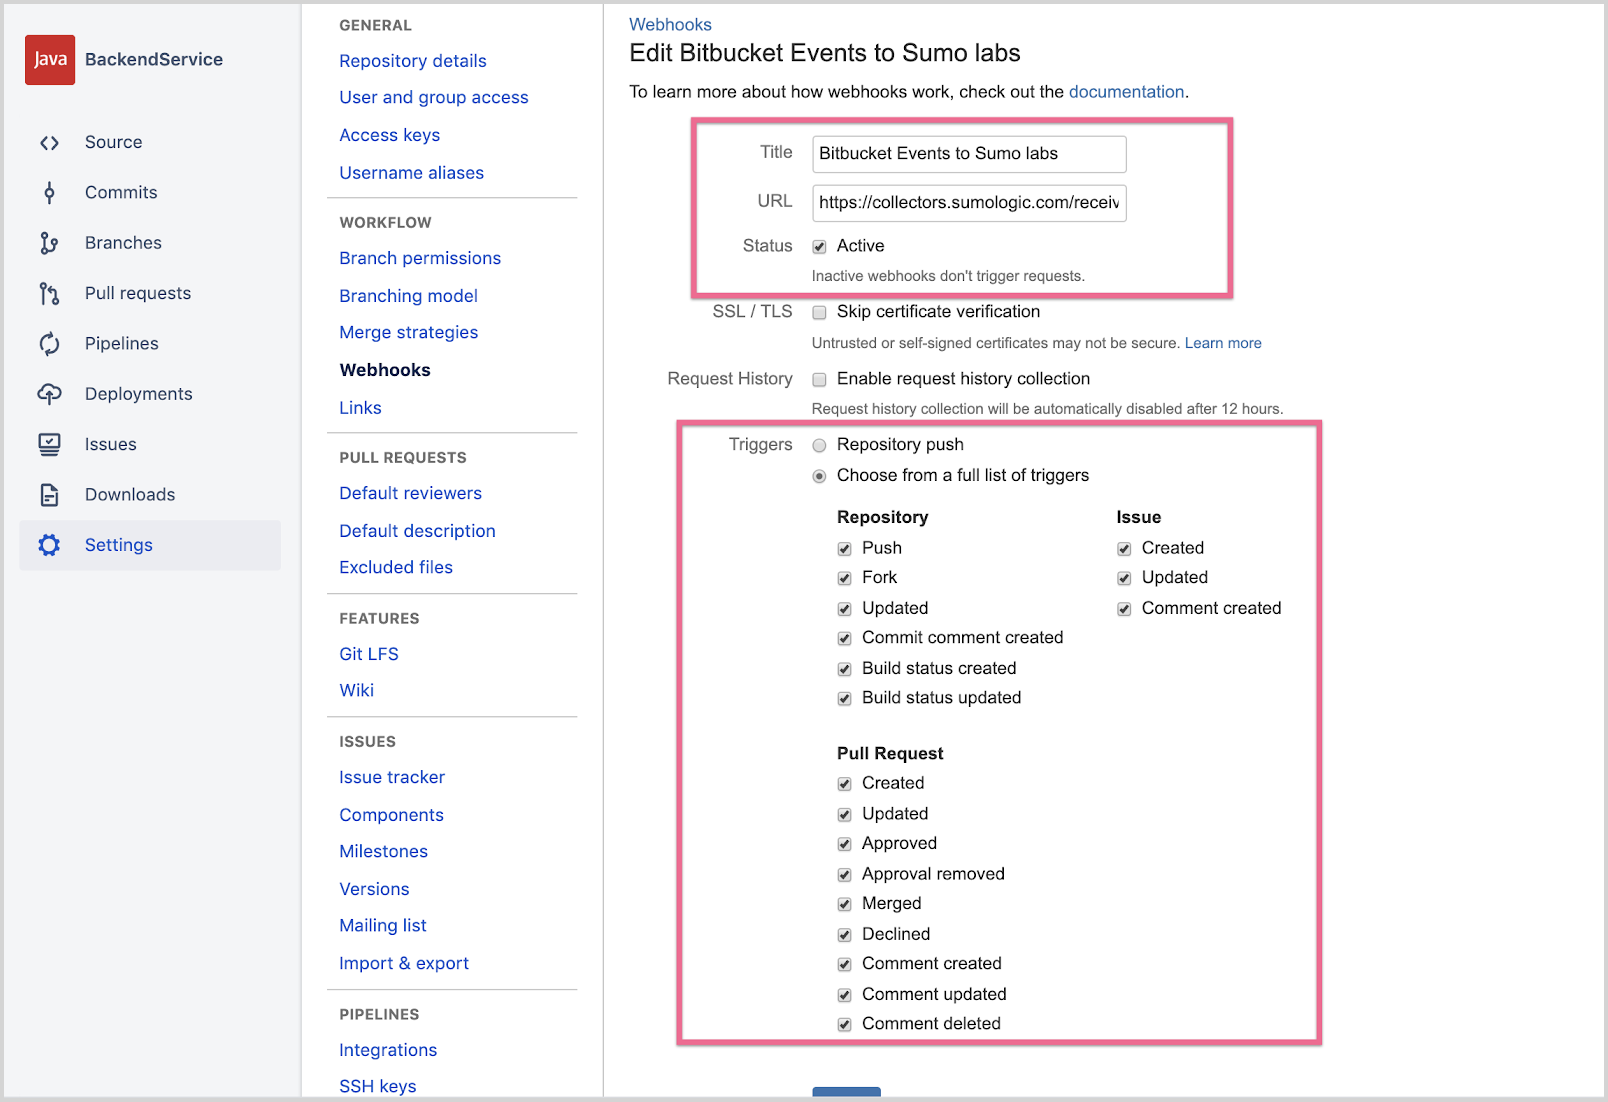 Java
BackendService
Source
Commits
Branches
Pull requests
Pipelines
Deployments
Issues
Downloads
Settings
GENERAL
Repository details
User and group access
Access keys
Username aliases
WORKFLOW
Branch permissions
Branching model
Merge strategies
Webhooks
Links
PULL REQUESTS
Default reviewers
Default description
Excluded files
FEATURES
Git LFS
Wiki
ISSUES
Issue tracker
Components
Milestones
Versions
Mailing list
Import & export
PIPELINES
Integrations
SSH keys
Webhooks
Edit Bitbucket Events to Sumo labs
To learn more about how webhooks work, check out the documentation.
Title Bitbucket Events to Sumo labs
URL https://collectors.sumologic.com/receiv
Status Active
Inactive webhooks don't trigger requests.
SSL / TLS Skip certificate verification
Untrusted or self-signed certificates may not be secure. Learn more
Request History Enable request history collection
Request history collection will be automatically disabled after 12 hours.
Triggers Repository push
Choose from a full list of triggers
Repository
Push
Fork
Updated
Commit comment created
Build status created
Build status updated
Issue
Created
Updated
Comment created
Pull Request
Created
Updated
Approved
Approval removed
Merged
Declined
Comment created
Comment updated
Comment deleted